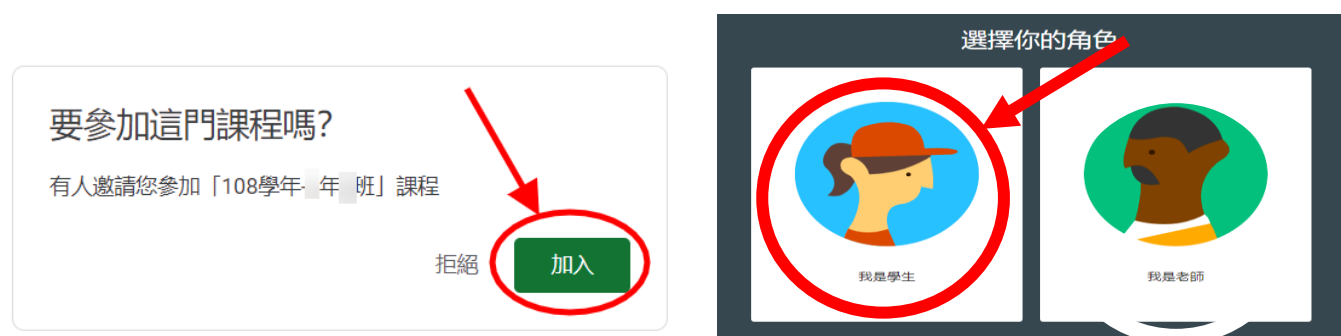 要參加這門課程嗎?
有人邀請您參加「108學年- 年 班」課程
拒絕 加入
選擇你的角色
我是學生 我是老師